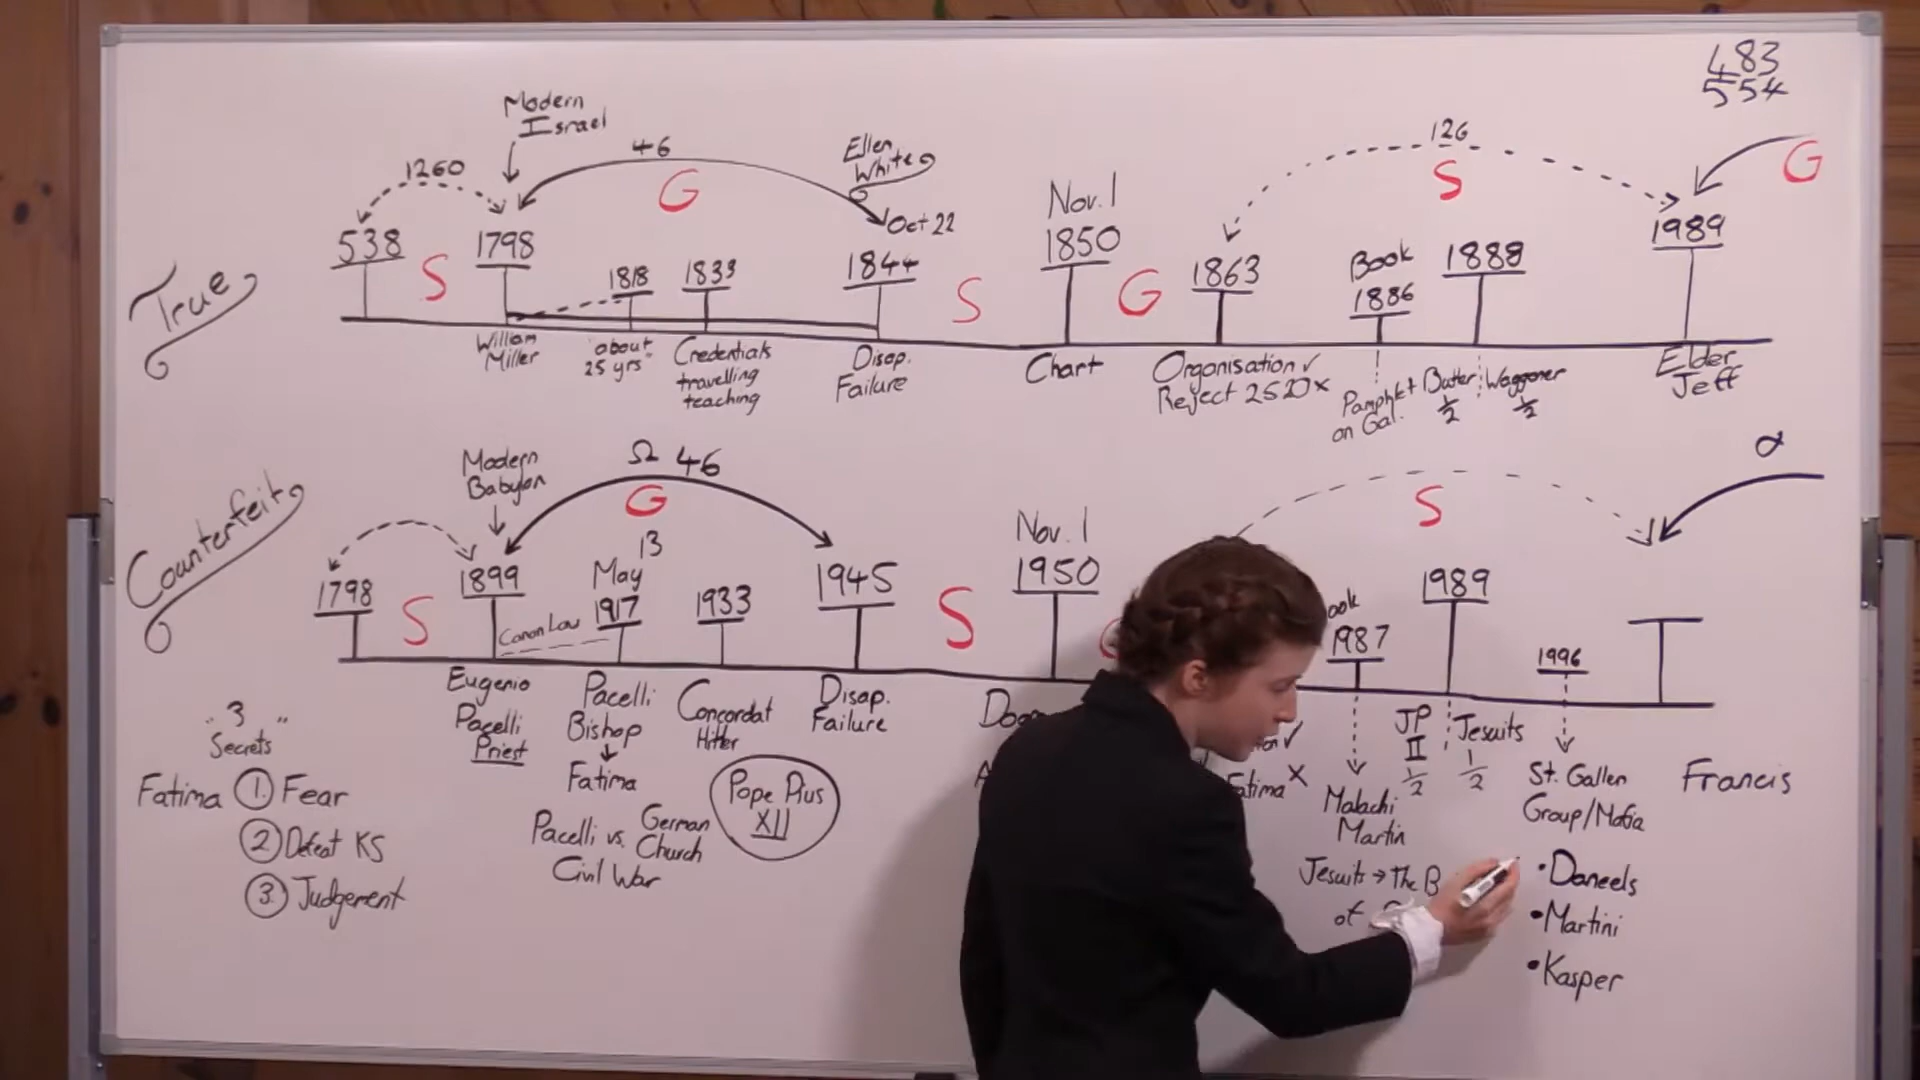 483
554
Modern
Israel
1260
46
G
Ellen
White
Oct 22
126
S
G
True
538
S
1798
1818
1833
1844
S
Nov. 1
1850
G
1863
Book
1886
1888
1989
William
Miller
"about
25 yrs"
Credentials
travelling
teaching
Disap.
Failure
Chart
Organisation ✓
Reject 2520 x
Pamphlet
on Gal.
Butler
1/2
Waggoner
1/2
Elder
Jeff
Counterfeit
Modern
Babylon
Ω 46
G
S
α
1798
S
1899
Canon Law
May 13
1917
1933
1945
S
Nov. 1
1950
1987
1989
1996
Eugenio
Pacelli
Priest
Pacelli
Bishop
Fatima
Concordat
Hitler
Disap.
Failure
JP
II
1/2
Jesuits
1/2
Malachi
Martin
Jesuits → The B
of
St. Gallen
Group/Mafia
• Daneels
• Martini
• Kasper
Francis
Pacelli vs. German
Church
Civil War
Pope Pius
XII
"3
Secrets"
Fatima 1. Fear
2 Defeat KS
3. Judgement